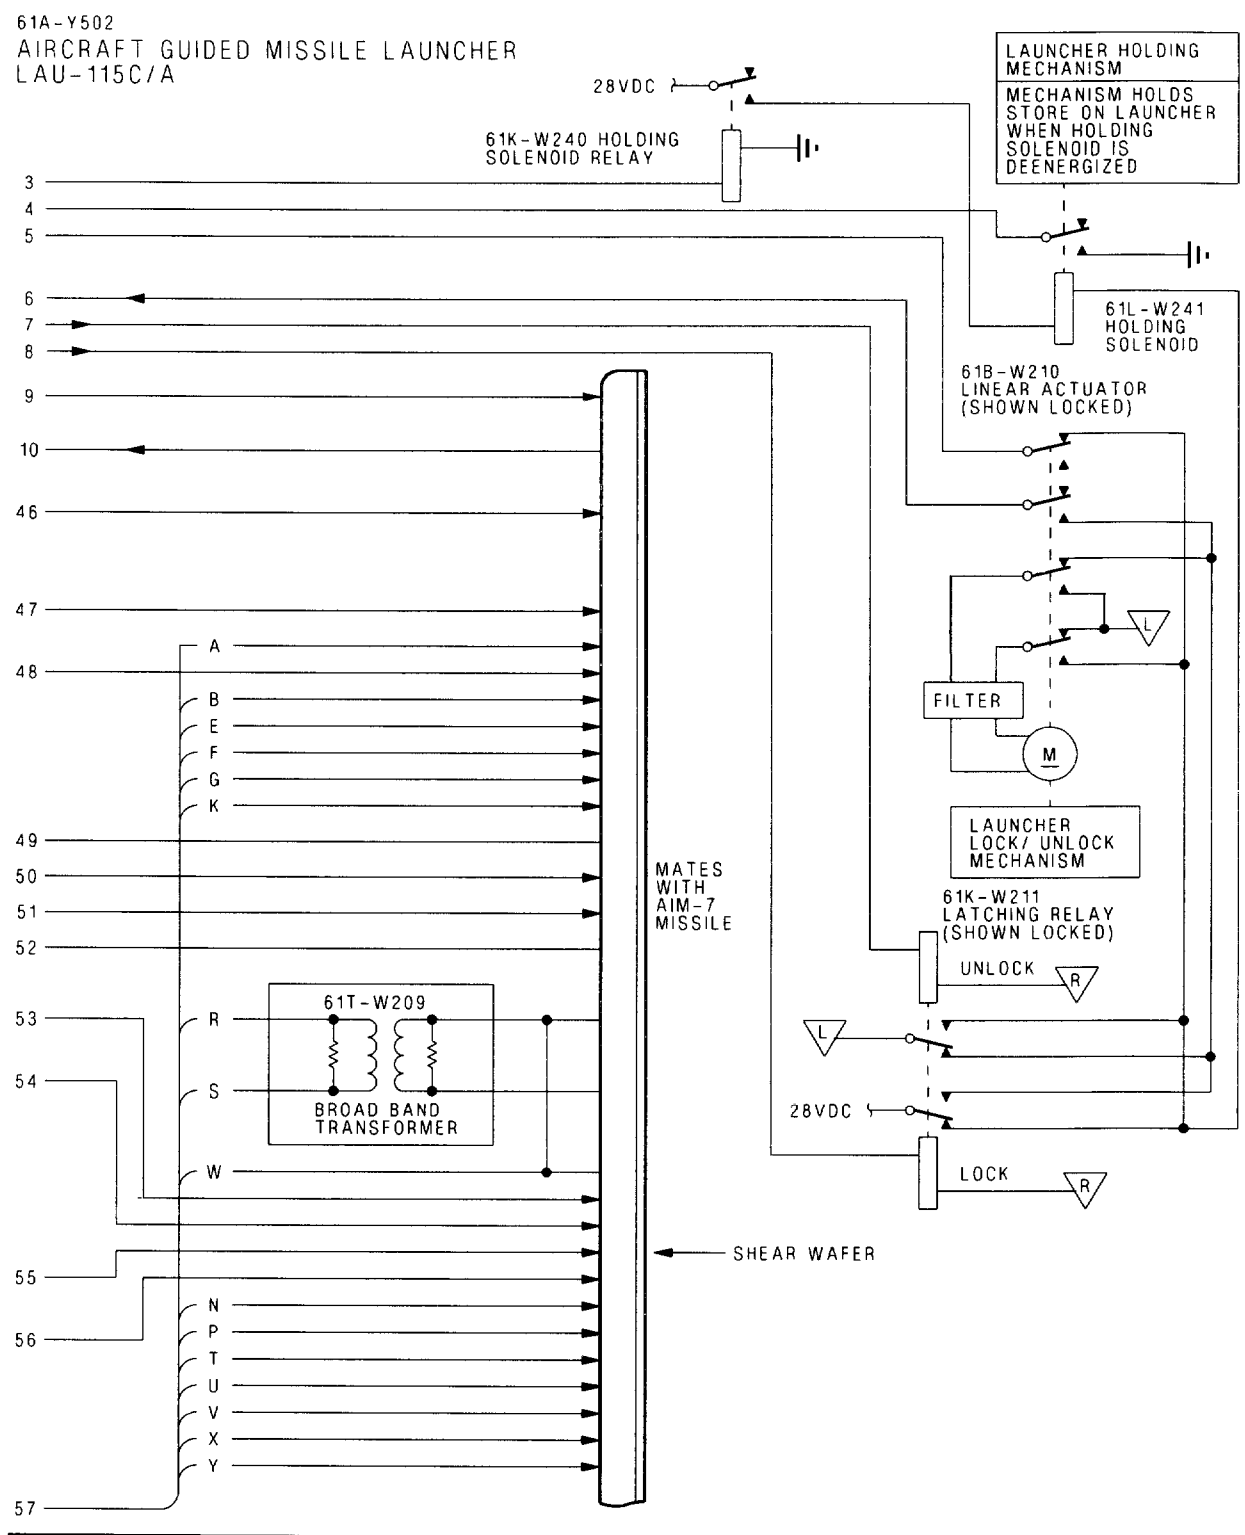 61A-Y502
AIRCRAFT GUIDED MISSILE LAUNCHER
LAU-115C/A
LAUNCHER HOLDING
MECHANISM
MECHANISM HOLDS
STORE ON LAUNCHER
WHEN HOLDING
SOLENOID IS
DEENERGIZED
28VDC
61K-W240 HOLDING
SOLENOID RELAY
3
4
5
6
7
8
61L-W241
HOLDING
SOLENOID
61B-W210
LINEAR ACTUATOR
(SHOWN LOCKED)
9
10
46
47
A
48
B
E
F
G
K
L
FILTER
M
LAUNCHER
LOCK/ UNLOCK
MECHANISM
49
50
51
52
MATES
WITH
AIM-7
MISSILE
61K-W211
LATCHING RELAY
(SHOWN LOCKED)
UNLOCK
R
61T-W209
53
R
L
54
S
BROAD BAND
TRANSFORMER
28VDC
W
LOCK
R
SHEAR WAFER
55
N
P
56
T
U
V
X
Y
57